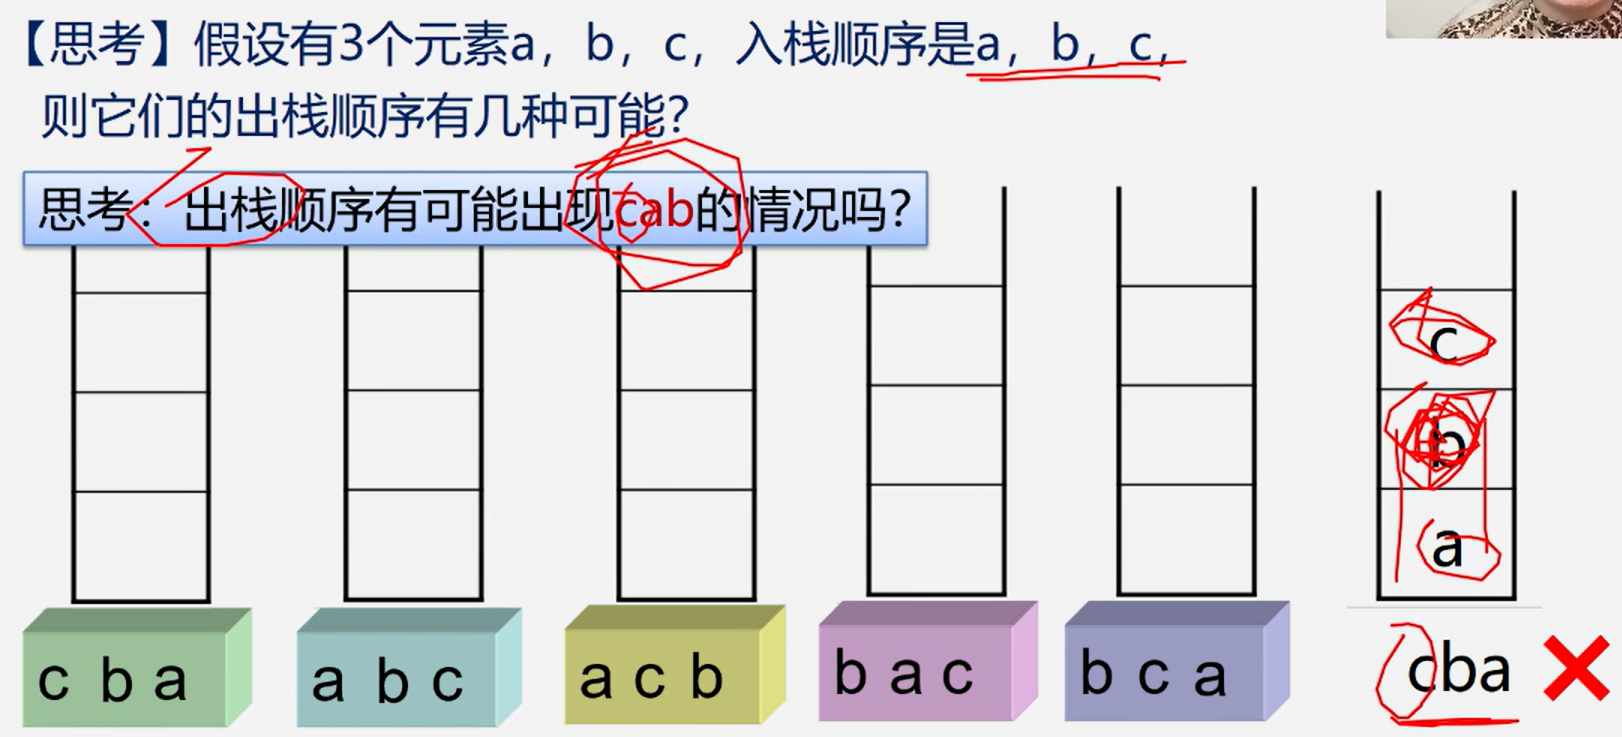 【思考】假设有3个元素a，b，c，入栈顺序是a，b，c，
则它们的出栈顺序有几种可能？
思考：出栈顺序有可能出现cab的情况吗？
c
b
a
c b a
a b c
a c b
b a c
b c a
cba